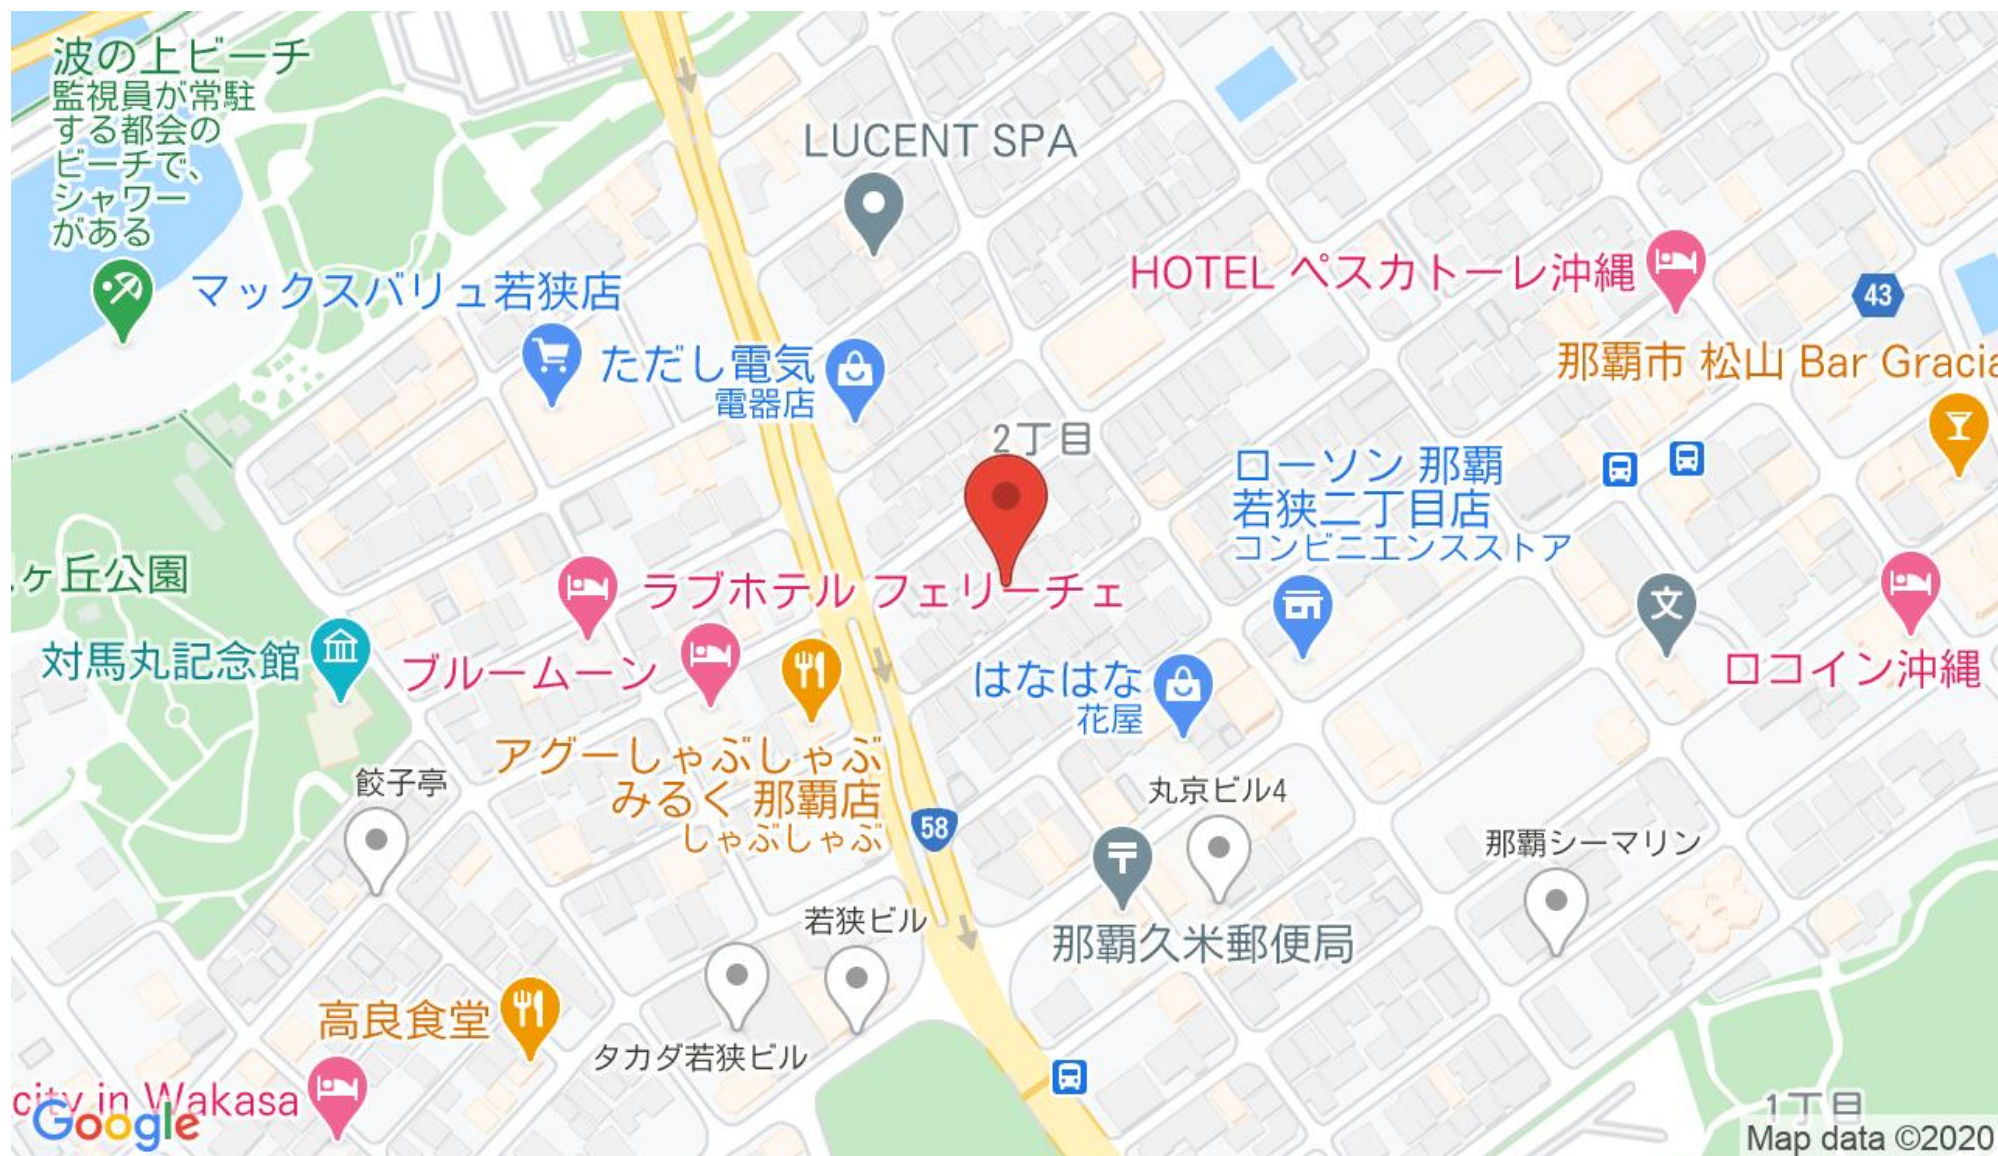 波の上ビーチ
監視員が常駐
する都会の
ビーチで、
シャワー
がある
LUCENT SPA
マックスバリュ若狭店
HOTEL ペスカトーレ沖縄
43
ただし電気
電器店
那覇市 松山 Bar Gracia
2丁目
ローソン 那覇
若狭二丁目店
コンビニエンスストア
ヶ丘公園
ラブホテル フェリーチェ
文
対馬丸記念館
ブルームーン
はなはな
花屋
ロコイン沖縄
アグーしゃぶしゃぶ
みるく 那覇店
しゃぶしゃぶ
餃子亭
58
丸京ビル4
〒
那覇シーマリン
若狭ビル
那覇久米郵便局
高良食堂
タカダ若狭ビル
city in Wakasa
Google
1丁目
Map data ©2020